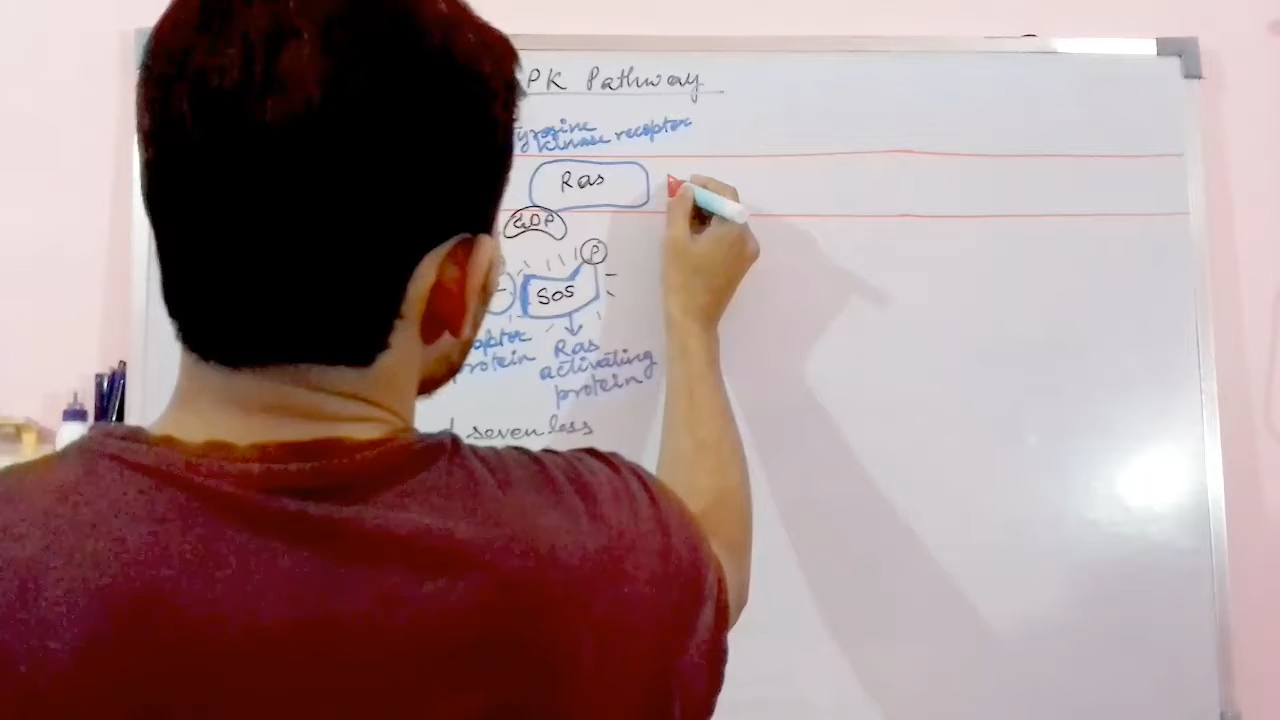 PK Pathway
Tyrosine
kinase receptor
Ras
GDP
P
SOS
Ras
activating
protein
protein
seven less